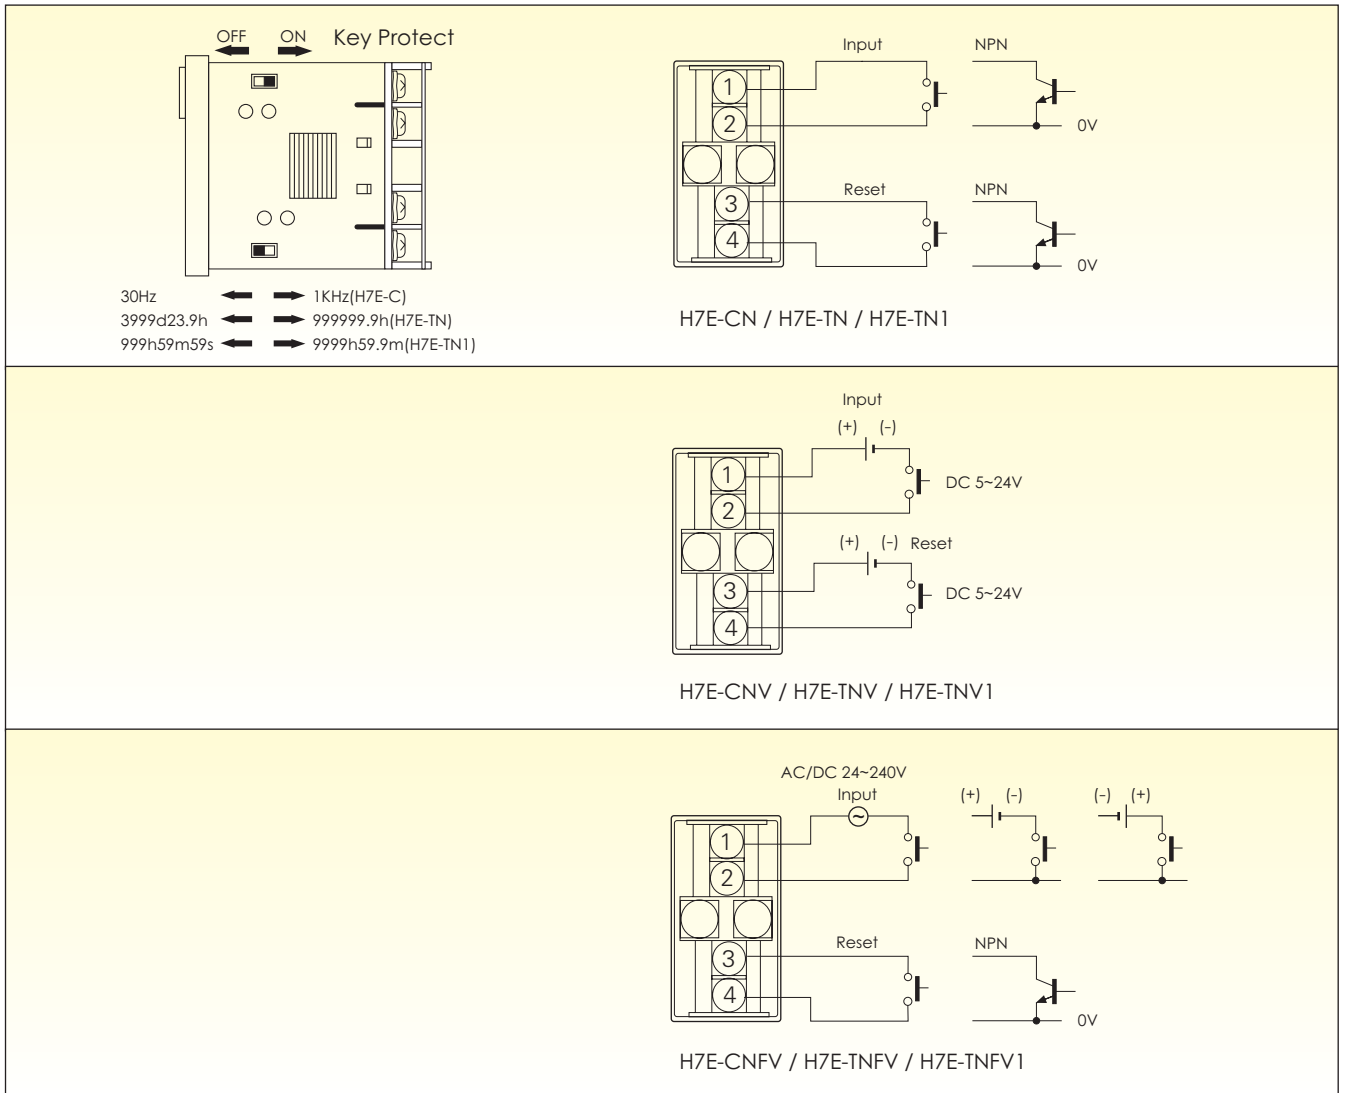 OFF ON Key Protect
30Hz 1KHz(H7E-C)
3999d23.9h 999999.9h(H7E-TN)
999h59m59s 9999h59.9m(H7E-TN1)
Input NPN
1
2 0V
Reset NPN
3
4 0V
H7E-CN / H7E-TN / H7E-TN1
Input
(+) (-)
1 DC 5~24V
2
(+) (-) Reset
3 DC 5~24V
4
H7E-CNV / H7E-TNV / H7E-TNV1
AC/DC 24~240V
Input (+) (-) (-) (+)
1
2
Reset NPN
3
4 0V
H7E-CNFV / H7E-TNFV / H7E-TNFV1